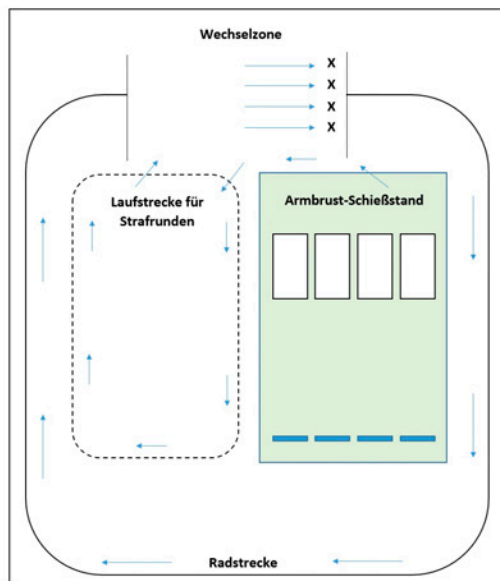 Wechselzone
X
X
X
X
Laufstrecke für
Strafrunden
Armbrust-Schießstand
Radstrecke